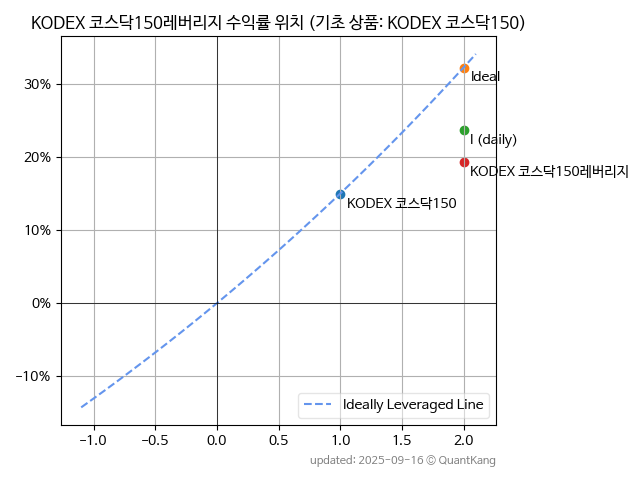 KODEX 코스닥150레버리지 수익률 위치 (기초 상품: KODEX 코스닥150)
30%
20%
10%
0%
−10%
Ideal
I (daily)
KODEX 코스닥150레버리지
KODEX 코스닥150
Ideally Leveraged Line
−1.0
−0.5
0.0
0.5
1.0
1.5
2.0
updated: 2025-09-16 © QuantKang